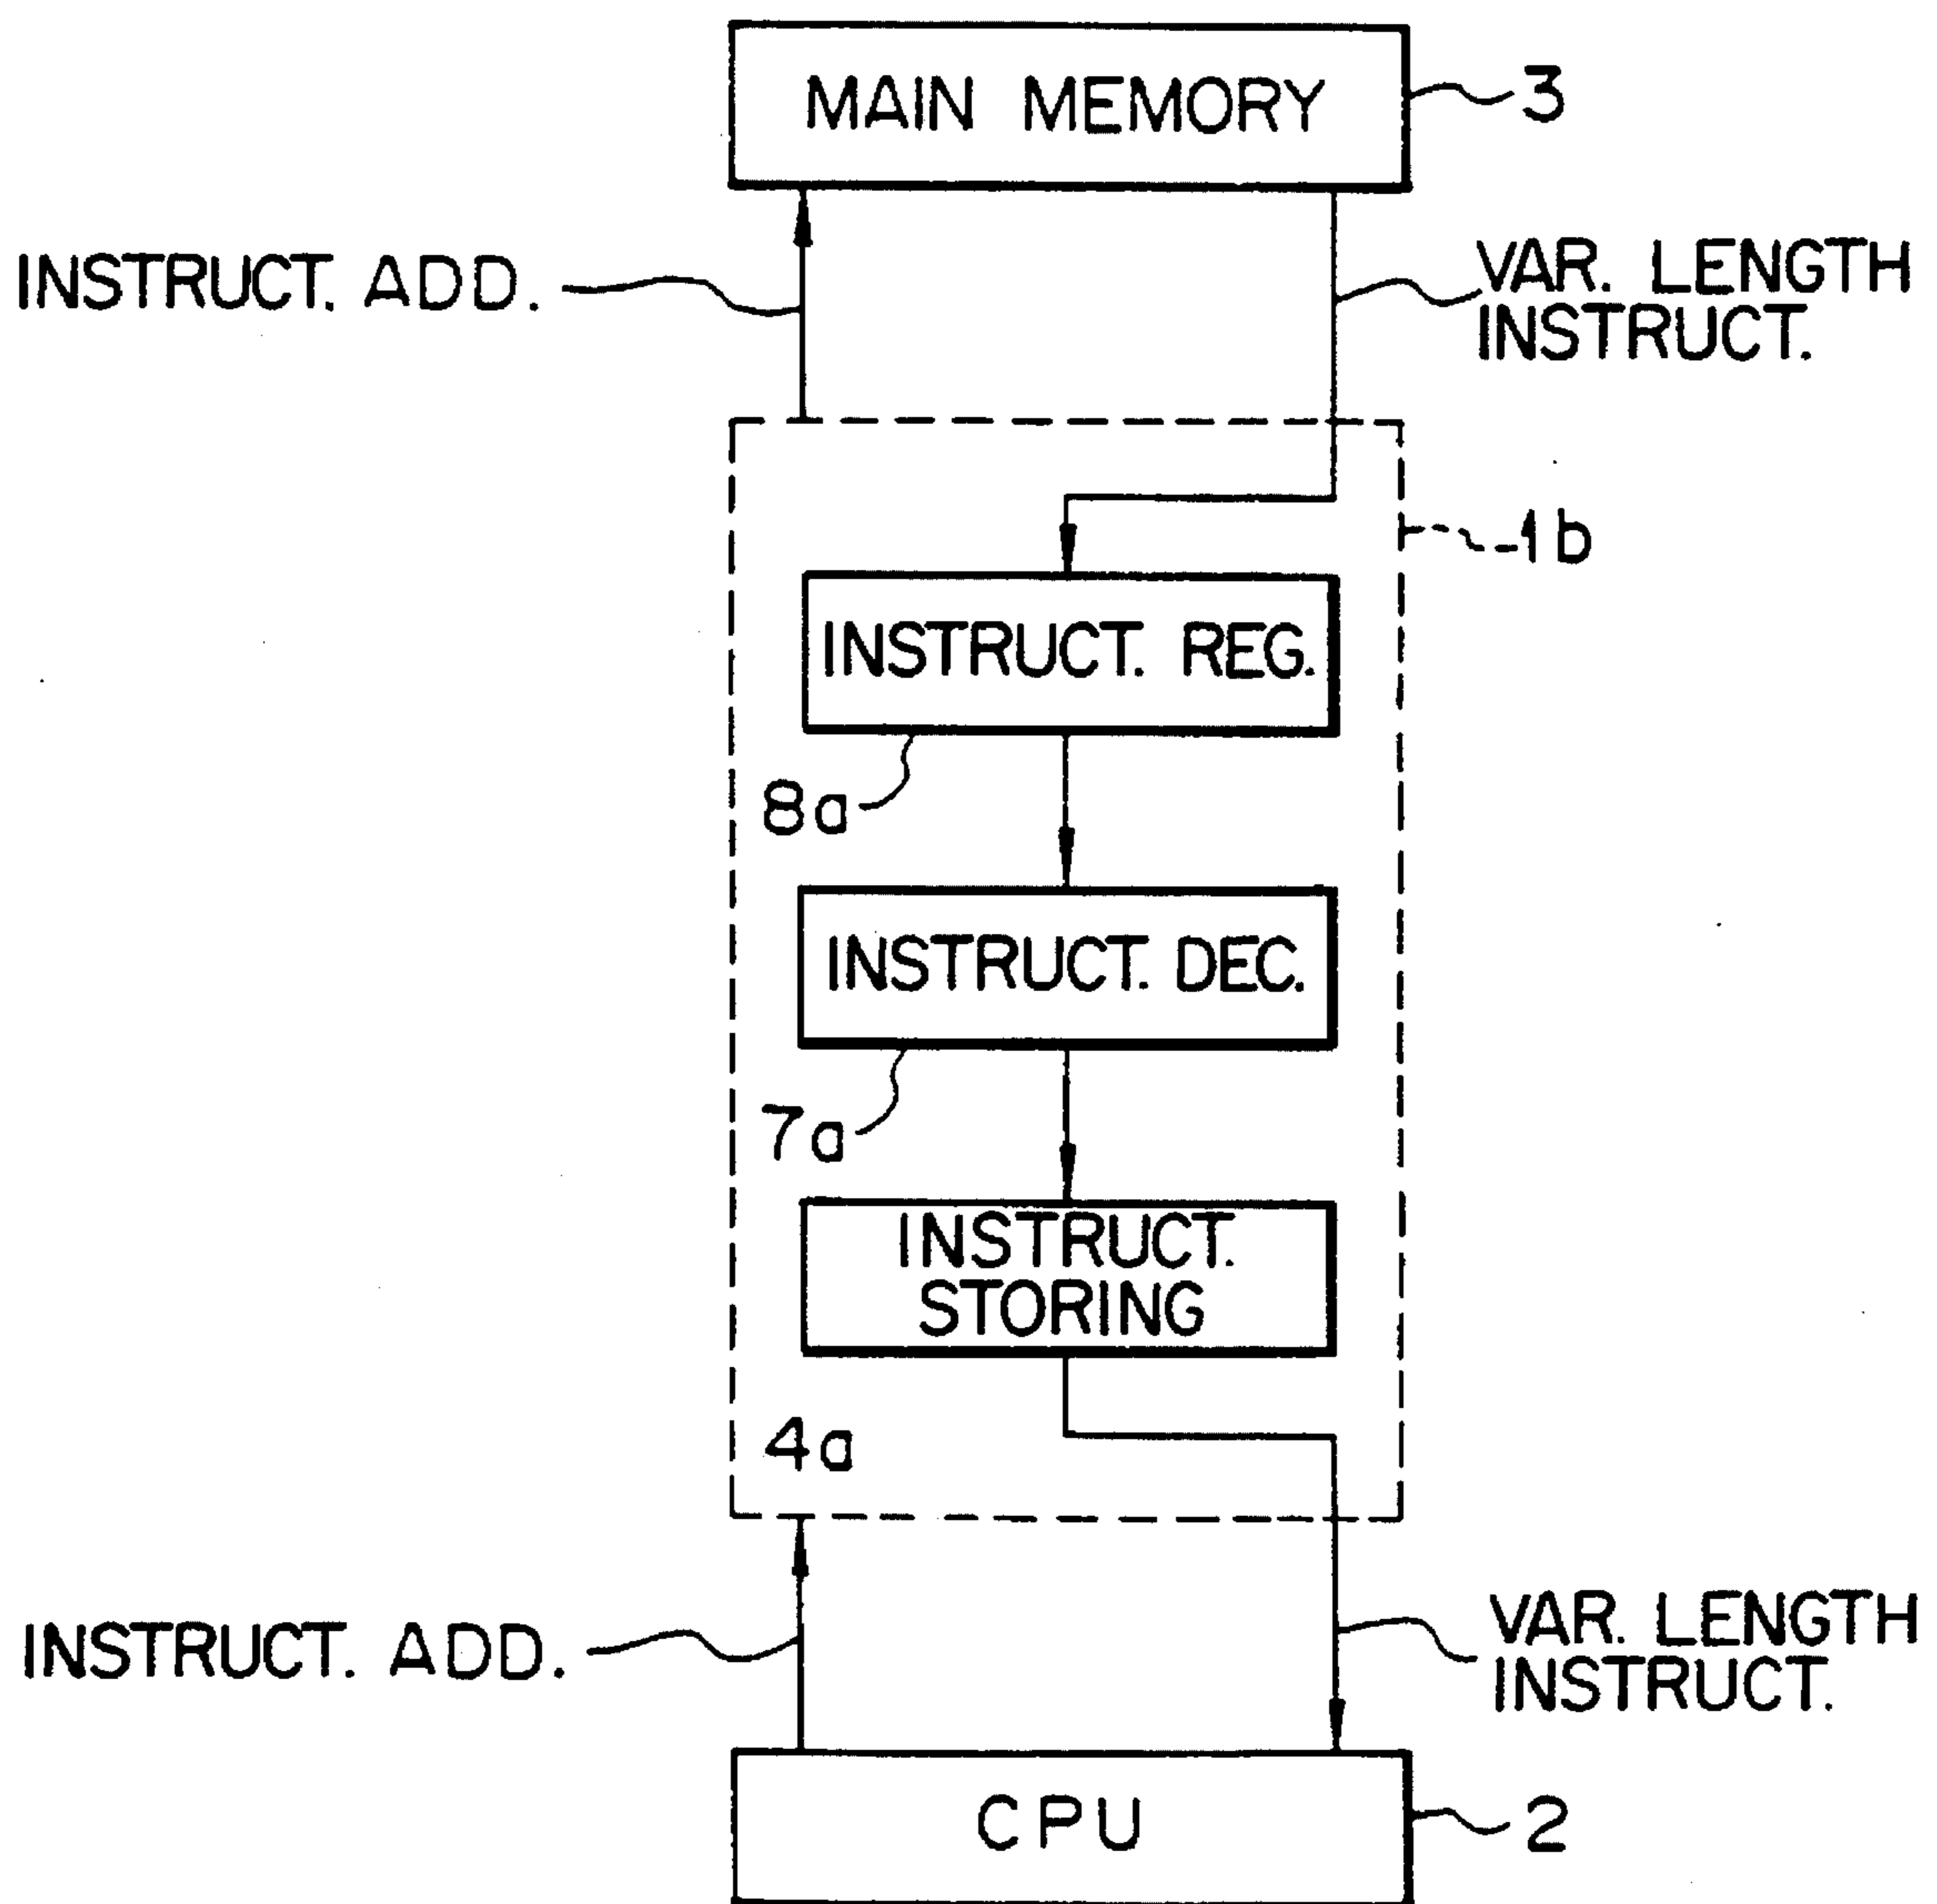 MAIN MEMORY
3
INSTRUCT. ADD.
VAR. LENGTH
INSTRUCT.
1b
INSTRUCT. REG.
8a
INSTRUCT. DEC.
7a
INSTRUCT.
STORING
4a
INSTRUCT. ADD.
VAR. LENGTH
INSTRUCT.
CPU
2